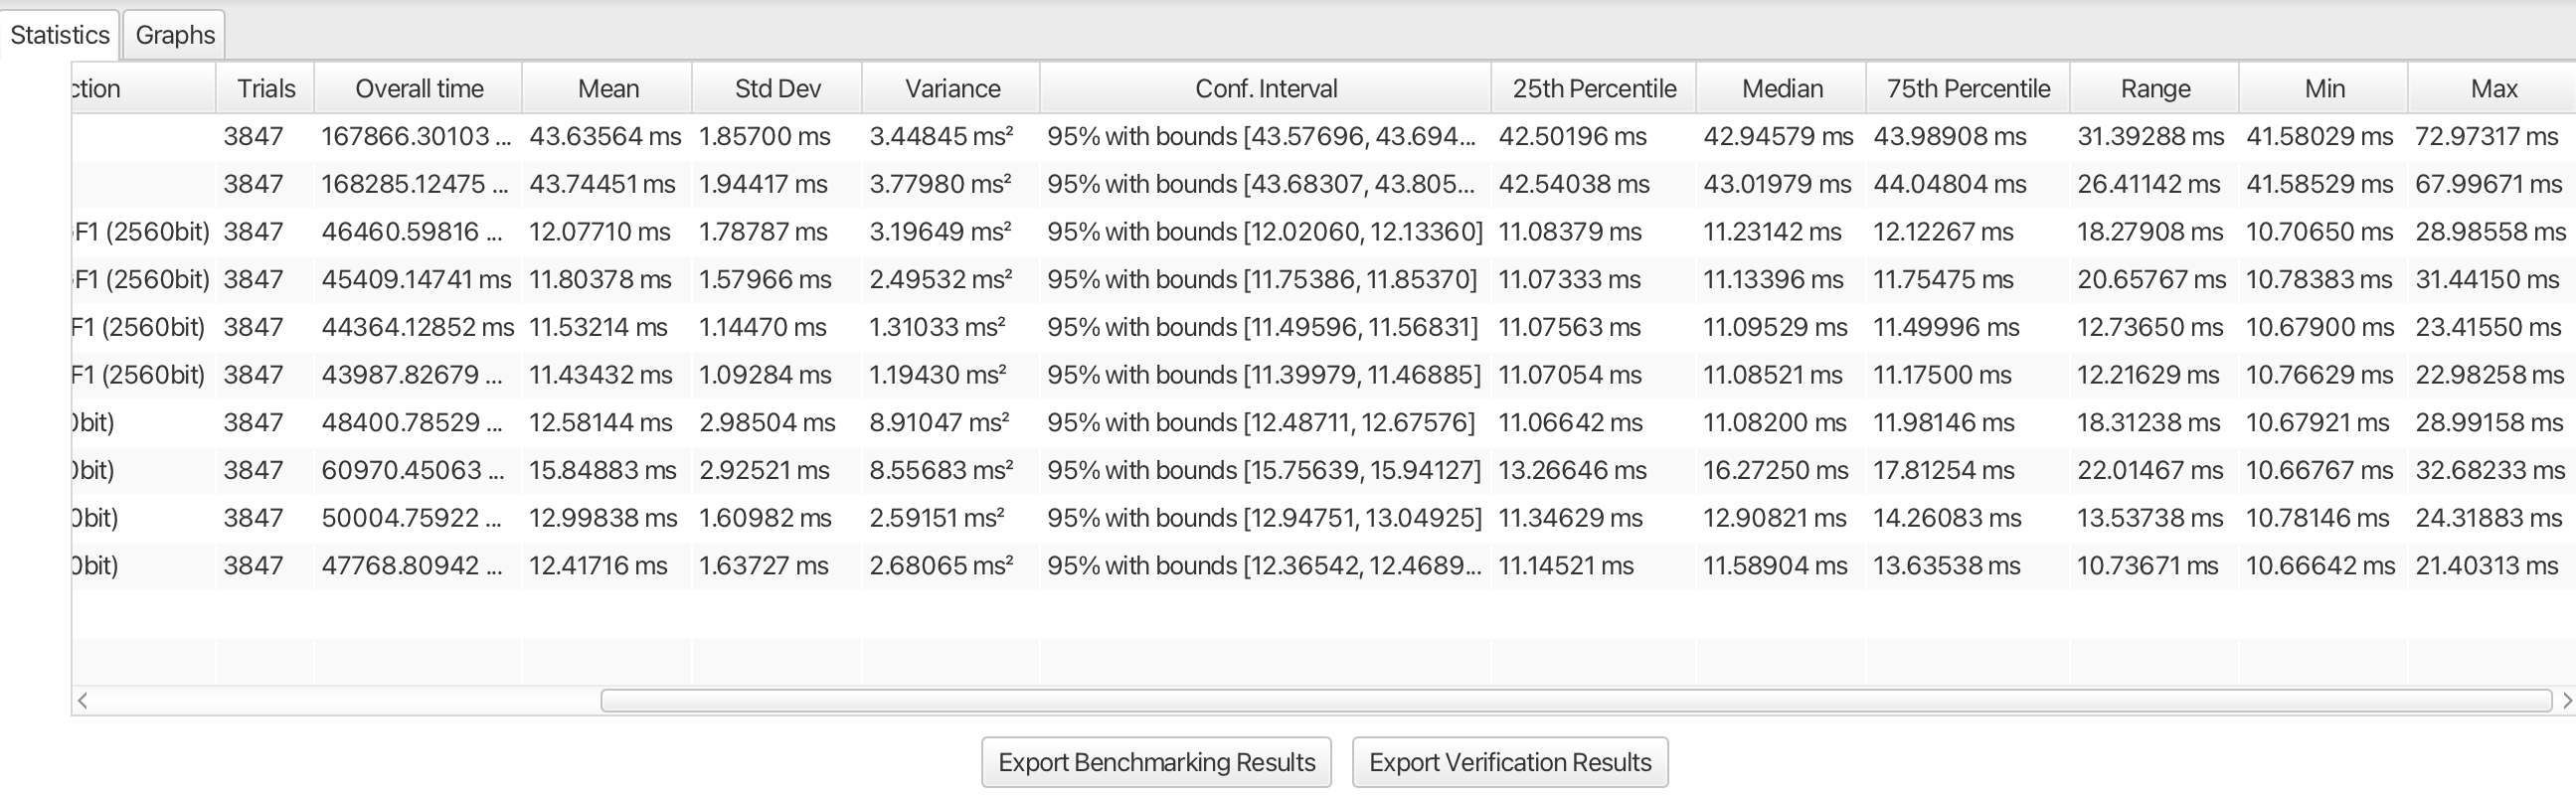 Statistics Graphs
ction Trials Overall time Mean Std Dev Variance Conf. Interval 25th Percentile Median 75th Percentile Range Min Max
3847 167866.30103 ... 43.63564 ms 1.85700 ms 3.44845 ms² 95% with bounds [43.57696, 43.694... 42.50196 ms 42.94579 ms 43.98908 ms 31.39288 ms 41.58029 ms 72.97317 ms
3847 168285.12475 ... 43.74451 ms 1.94417 ms 3.77980 ms² 95% with bounds [43.68307, 43.805... 42.54038 ms 43.01979 ms 44.04804 ms 26.41142 ms 41.58529 ms 67.99671 ms
F1 (2560bit) 3847 46460.59816 ... 12.07710 ms 1.78787 ms 3.19649 ms² 95% with bounds [12.02060, 12.13360] 11.08379 ms 11.23142 ms 12.12267 ms 18.27908 ms 10.70650 ms 28.98558 ms
F1 (2560bit) 3847 45409.14741 ms 11.80378 ms 1.57966 ms 2.49532 ms² 95% with bounds [11.75386, 11.85370] 11.07333 ms 11.13396 ms 11.75475 ms 20.65767 ms 10.78383 ms 31.44150 ms
F1 (2560bit) 3847 44364.12852 ms 11.53214 ms 1.14470 ms 1.31033 ms² 95% with bounds [11.49596, 11.56831] 11.07563 ms 11.09529 ms 11.49996 ms 12.73650 ms 10.67900 ms 23.41550 ms
F1 (2560bit) 3847 43987.82679 ... 11.43432 ms 1.09284 ms 1.19430 ms² 95% with bounds [11.39979, 11.46885] 11.07054 ms 11.08521 ms 11.17500 ms 12.21629 ms 10.76629 ms 22.98258 ms
0bit) 3847 48400.78529 ... 12.58144 ms 2.98504 ms 8.91047 ms² 95% with bounds [12.48711, 12.67576] 11.06642 ms 11.08200 ms 11.98146 ms 18.31238 ms 10.67921 ms 28.99158 ms
0bit) 3847 60970.45063 ... 15.84883 ms 2.92521 ms 8.55683 ms² 95% with bounds [15.75639, 15.94127] 13.26646 ms 16.27250 ms 17.81254 ms 22.01467 ms 10.66767 ms 32.68233 ms
0bit) 3847 50004.75922 ... 12.99838 ms 1.60982 ms 2.59151 ms² 95% with bounds [12.94751, 13.04925] 11.34629 ms 12.90821 ms 14.26083 ms 13.53738 ms 10.78146 ms 24.31883 ms
0bit) 3847 47768.80942 ... 12.41716 ms 1.63727 ms 2.68065 ms² 95% with bounds [12.36542, 12.4689... 11.14521 ms 11.58904 ms 13.63538 ms 10.73671 ms 10.66642 ms 21.40313 ms
Export Benchmarking Results Export Verification Results